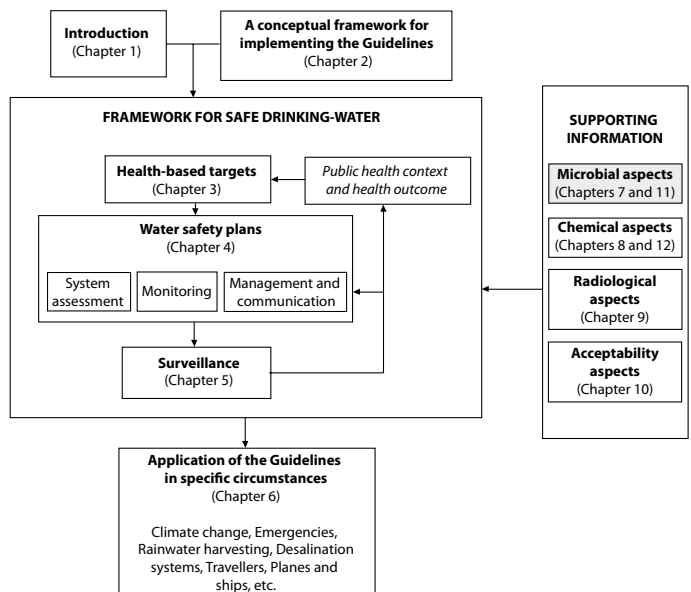 Introduction
(Chapter 1)
A conceptual framework for
implementing the Guidelines
(Chapter 2)
FRAMEWORK FOR SAFE DRINKING-WATER
Health-based targets
(Chapter 3)
Public health context
and health outcome
Water safety plans
(Chapter 4)
System
assessment
Monitoring
Management and
communication
Surveillance
(Chapter 5)
SUPPORTING
INFORMATION
Microbial aspects
(Chapters 7 and 11)
Chemical aspects
(Chapters 8 and 12)
Radiological
aspects
(Chapter 9)
Acceptability
aspects
(Chapter 10)
Application of the Guidelines
in specific circumstances
(Chapter 6)
Climate change, Emergencies,
Rainwater harvesting, Desalination
systems, Travellers, Planes and
ships, etc.